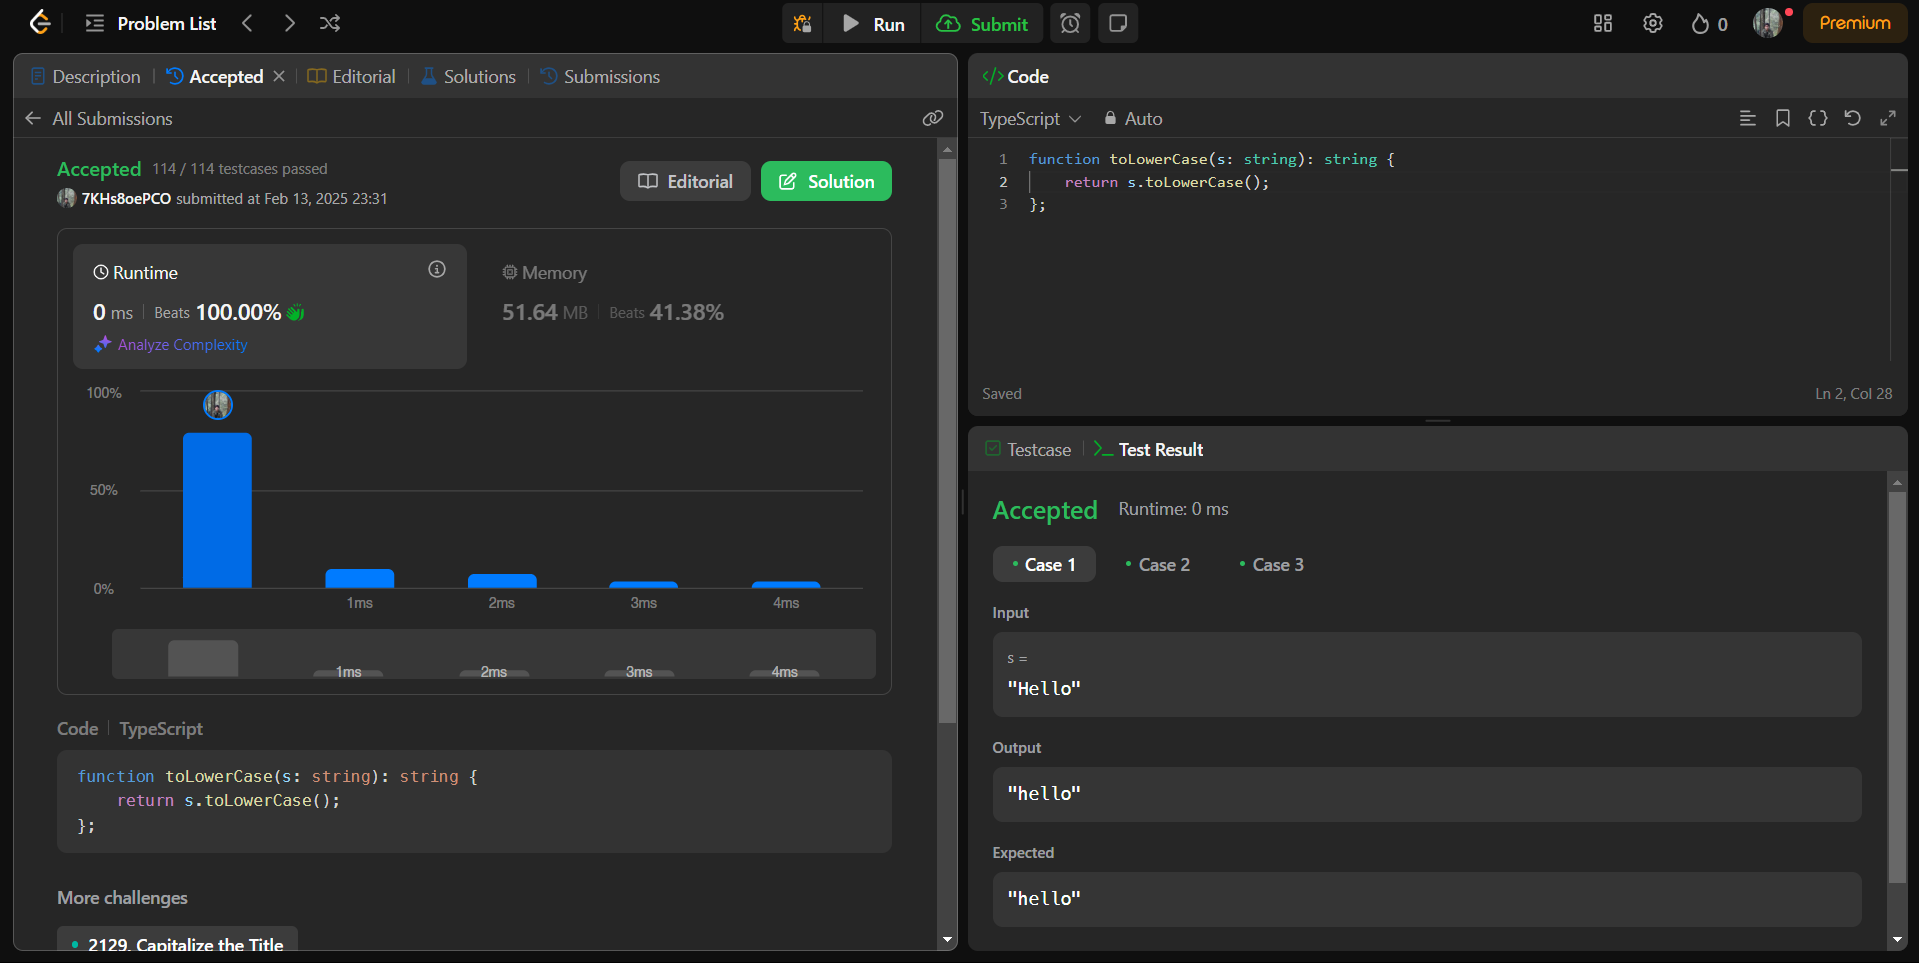 Problem List
Run
Submit
0
Premium
Description
Accepted
Editorial
Solutions
Submissions
All Submissions
Accepted 114 / 114 testcases passed
7KHs8oePCO submitted at Feb 13, 2025 23:31
Editorial
Solution
Runtime
0 ms Beats 100.00%
Analyze Complexity
Memory
51.64 MB Beats 41.38%
100%
50%
0%
1ms 2ms 3ms 4ms
1ms 2ms 3ms 4ms
Code TypeScript
function toLowerCase(s: string): string {
    return s.toLowerCase();
};
More challenges
2129. Capitalize the Title
</> Code
TypeScript
Auto
1 function toLowerCase(s: string): string {
2     return s.toLowerCase();
3 };
Saved
Ln 2, Col 28
Testcase
Test Result
Accepted Runtime: 0 ms
Case 1
Case 2
Case 3
Input
s =
"Hello"
Output
"hello"
Expected
"hello"